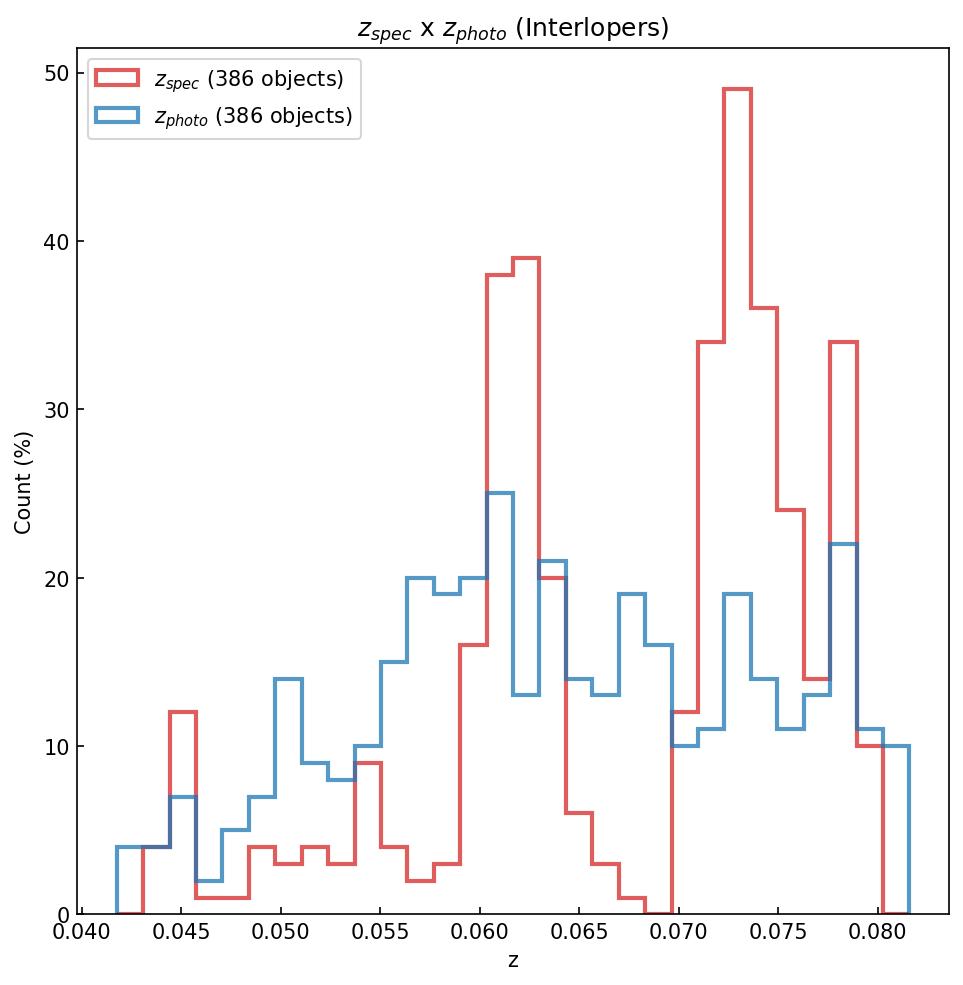 z_spec x z_photo (Interlopers)
z_spec (386 objects)
z_photo (386 objects)
Count (%)
50
40
30
20
10
0
0.040 0.045 0.050 0.055 0.060 0.065 0.070 0.075 0.080
z